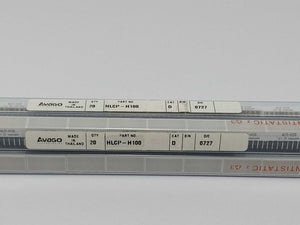 AVAGO MADE IN THAILAND QTY 20 PART NO HLCP-H100 CAT D BIN D/C 0727
AVAGO MADE IN THAILAND QTY 20 PART NO HLCP-H100 CAT D BIN D/C 0727
NTISTATIC